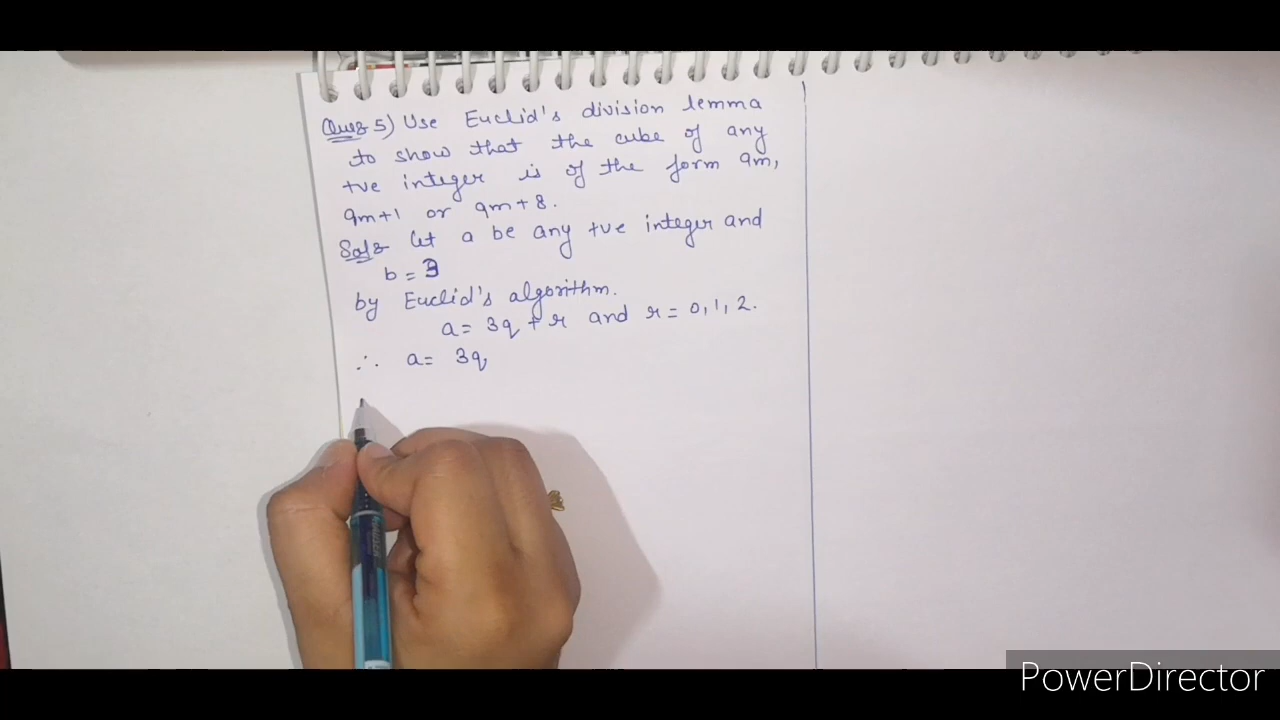 Ques 5) Use Euclid's division lemma
to show that the cube of any
+ve integer is of the form 9m,
9m+1 or 9m+8.
Sol: let a be any +ve integer and
b = 3
by Euclid's algorithm.
a = 3q + r and r = 0, 1, 2.
∴ a = 3q
PowerDirector